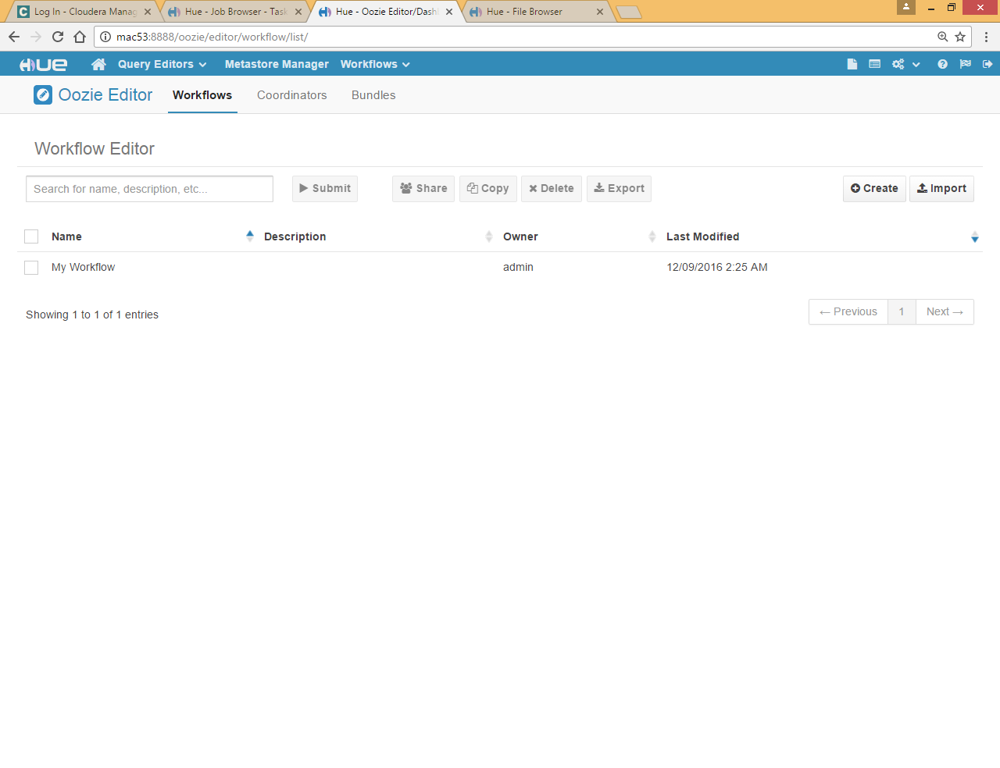 Log In - Cloudera Manag
Hue - Job Browser - Task
Hue - Oozie Editor/Dash
Hue - File Browser
mac53:8888/oozie/editor/workflow/list/
HUE Query Editors Metastore Manager Workflows
Oozie Editor Workflows Coordinators Bundles
Workflow Editor
Search for name, description, etc... Submit Share Copy Delete Export Create Import
Name Description Owner Last Modified
My Workflow admin 12/09/2016 2:25 AM
Showing 1 to 1 of 1 entries
← Previous 1 Next →